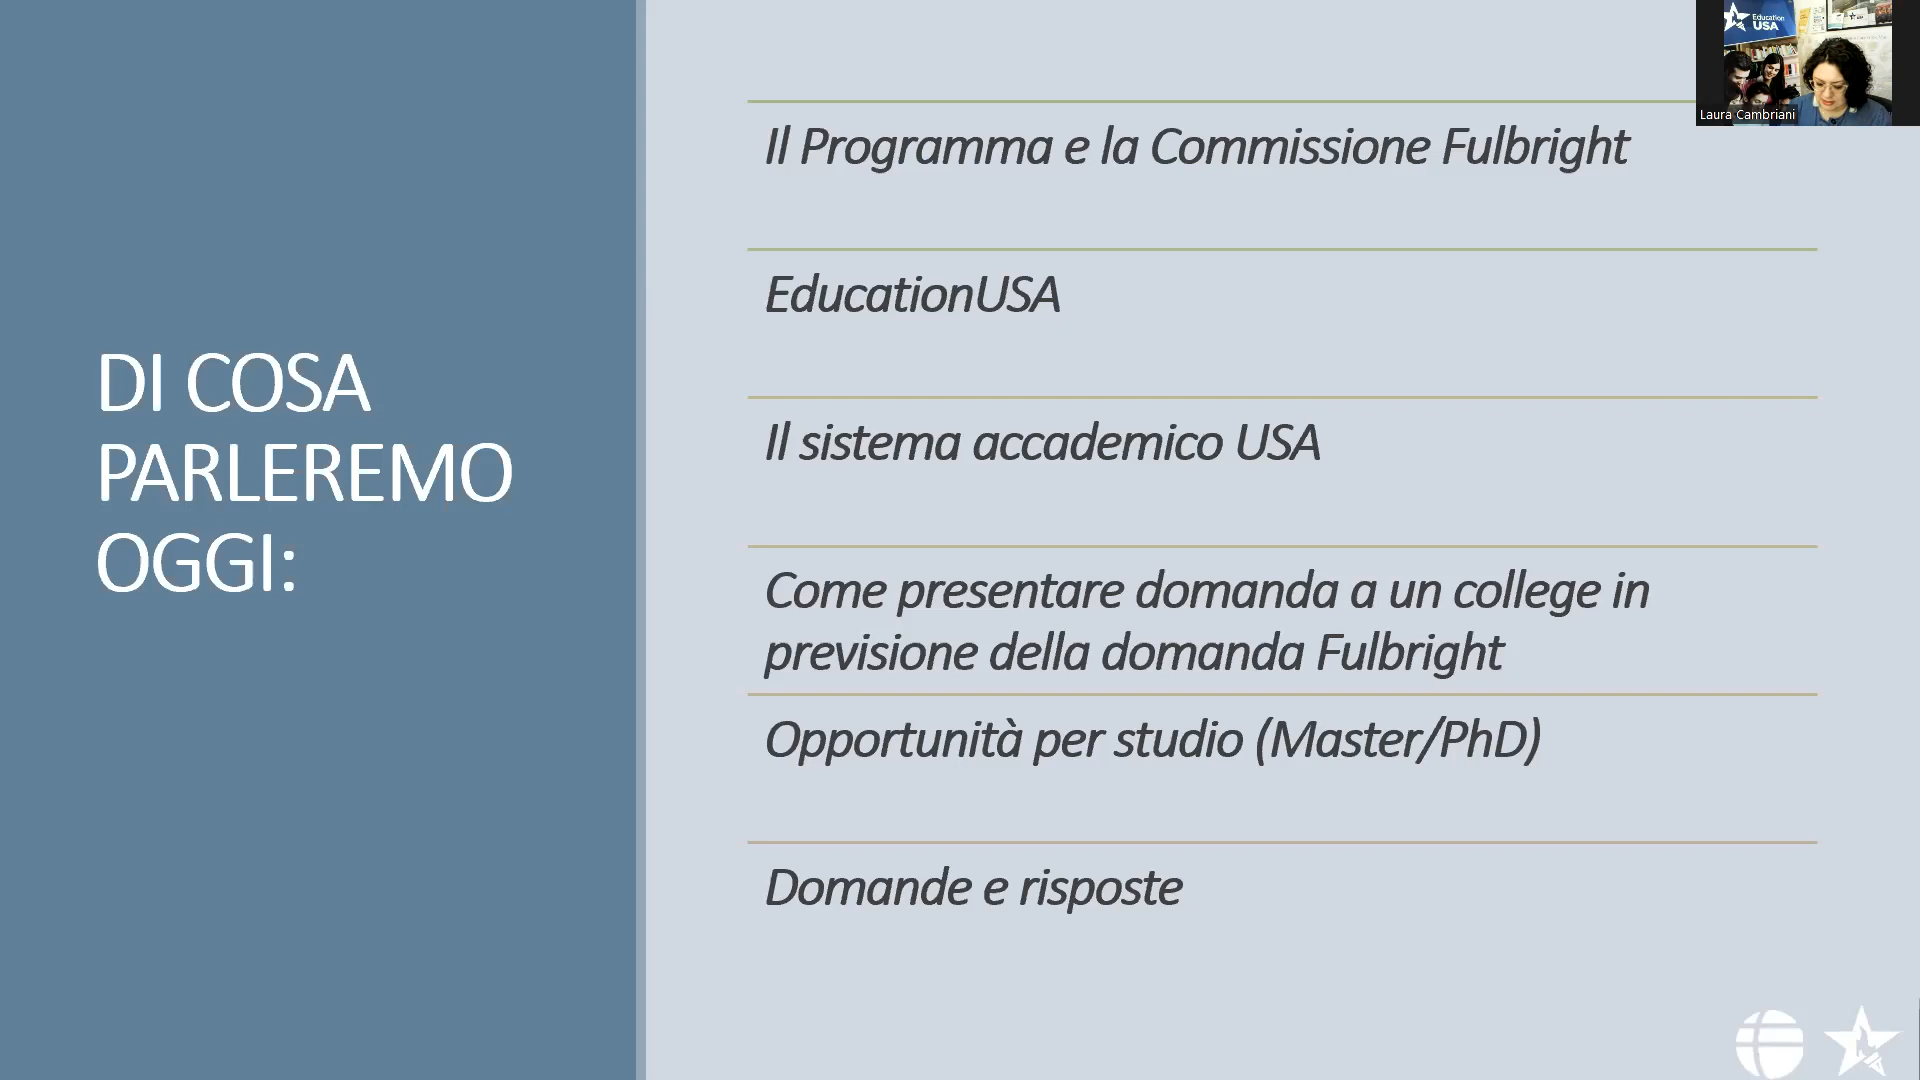 DI COSA
PARLEREMO
OGGI:
Il Programma e la Commissione Fulbright
EducationUSA
Il sistema accademico USA
Come presentare domanda a un college in
previsione della domanda Fulbright
Opportunità per studio (Master/PhD)
Domande e risposte
Education
USA
Laura Cambriani